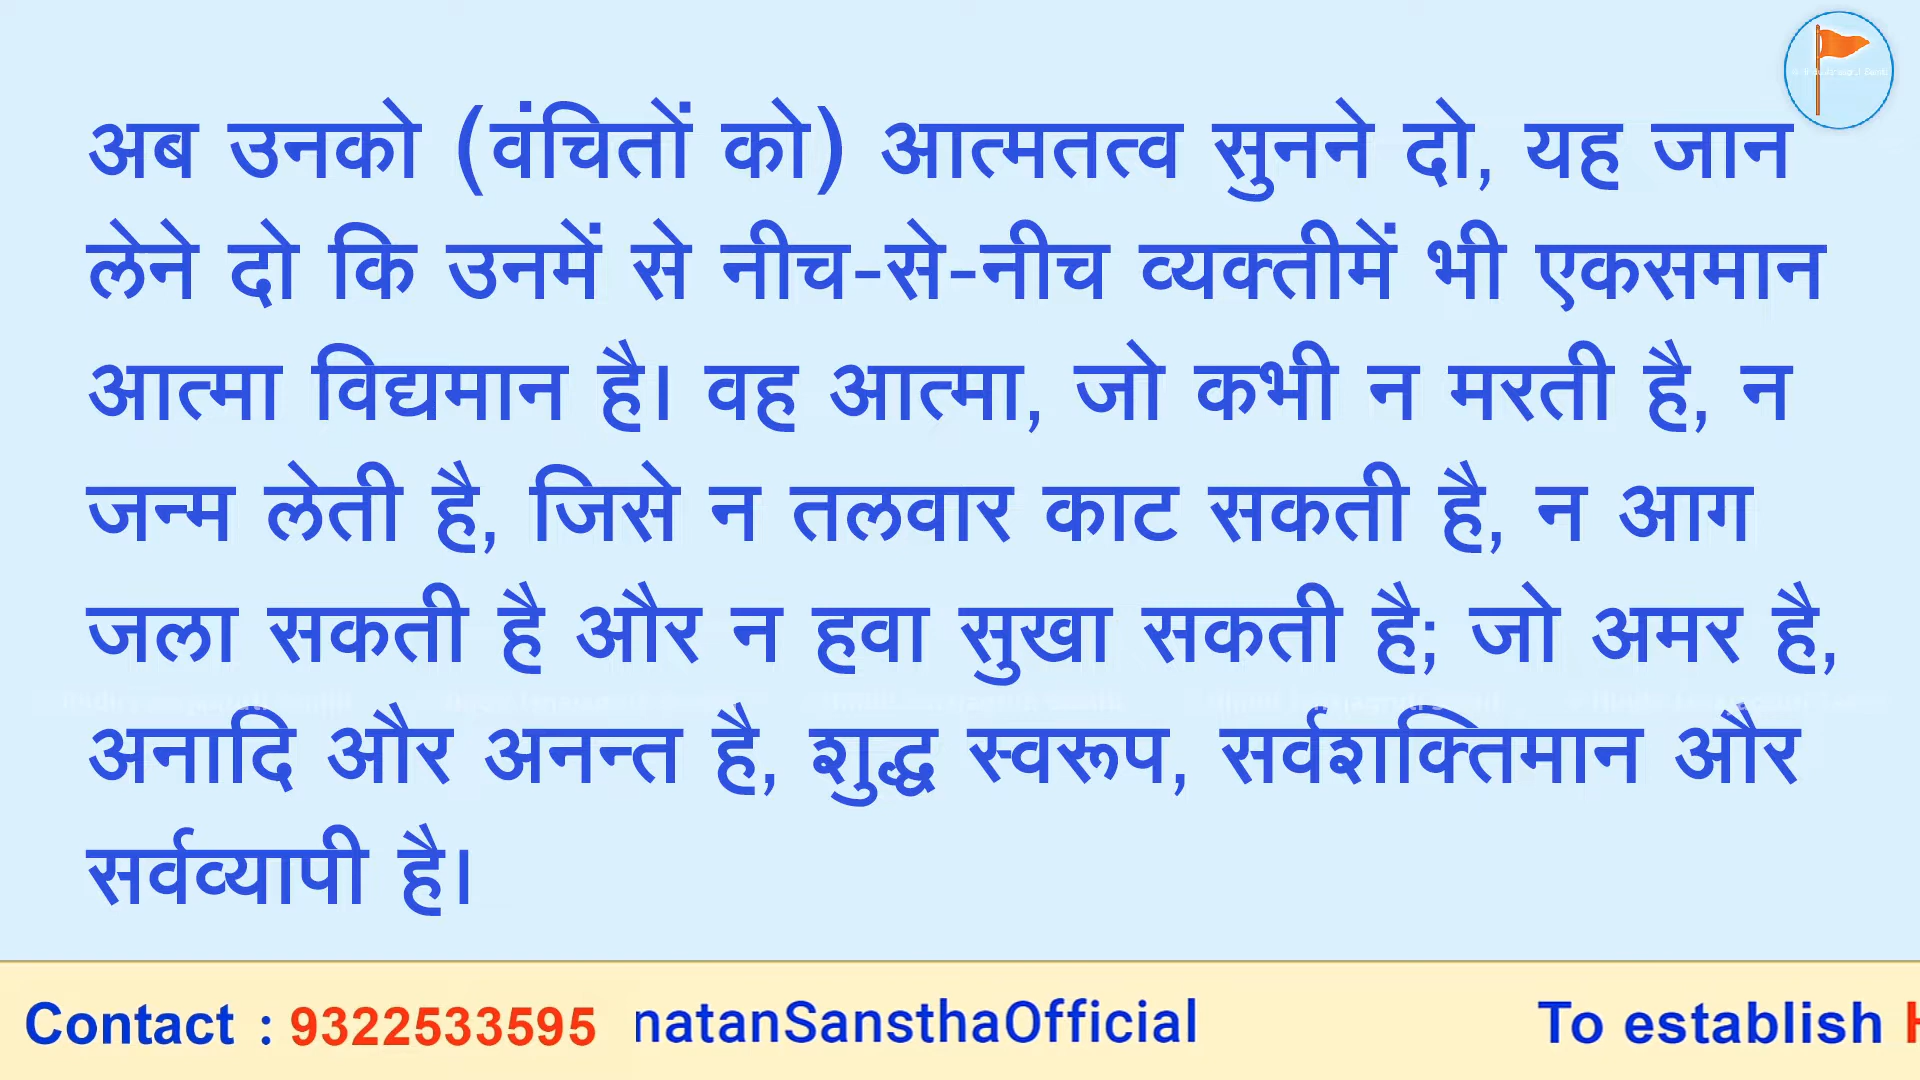 अब उनको (वंचितों को) आत्मतत्व सुनने दो, यह जान
लेने दो कि उनमें से नीच-से-नीच व्यक्तीमें भी एकसमान
आत्मा विद्यमान है। वह आत्मा, जो कभी न मरती है, न
जन्म लेती है, जिसे न तलवार काट सकती है, न आग
जला सकती है और न हवा सुखा सकती है; जो अमर है,
अनादि और अनन्त है, शुद्ध स्वरूप, सर्वशक्तिमान और
सर्वव्यापी है।
Contact : 9322533595 natanSansthaOfficial To establish H